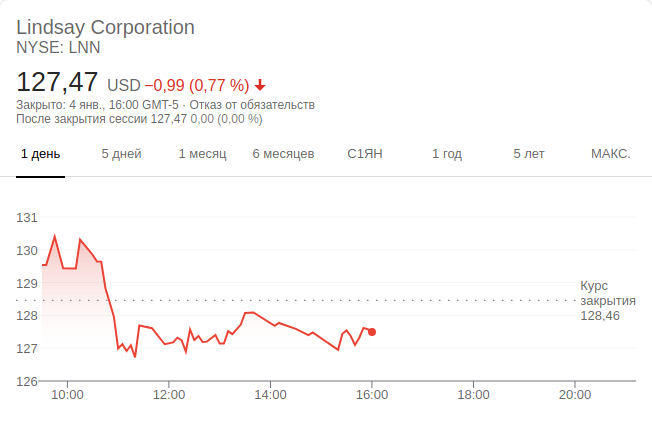 Lindsay Corporation
NYSE: LNN
127,47 USD −0,99 (0,77 %)
Закрыто: 4 янв., 16:00 GMT-5 · Отказ от обязательств
После закрытия сессии 127,47 0,00 (0,00 %)
1 день 5 дней 1 месяц 6 месяцев С1ЯН 1 год 5 лет МАКС.
131
130
129
128
127
126
Курс
закрытия
128,46
10:00 12:00 14:00 16:00 18:00 20:00